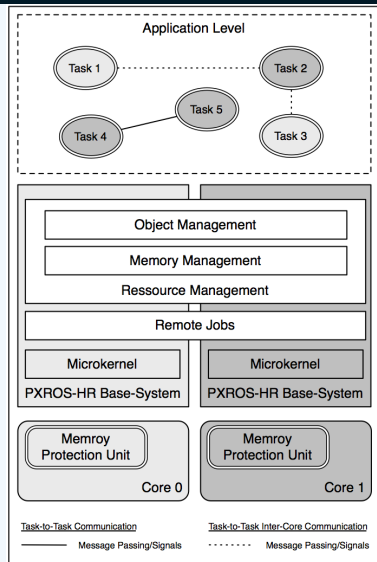 Application Level
Task 1
Task 2
Task 5
Task 4
Task 3
Object Management
Memory Management
Ressource Management
Remote Jobs
Microkernel
Microkernel
PXROS-HR Base-System
PXROS-HR Base-System
Memroy
Protection Unit
Core 0
Memroy
Protection Unit
Core 1
Task-to-Task Communication
Message Passing/Signals
Task-to-Task Inter-Core Communication
Message Passing/Signals